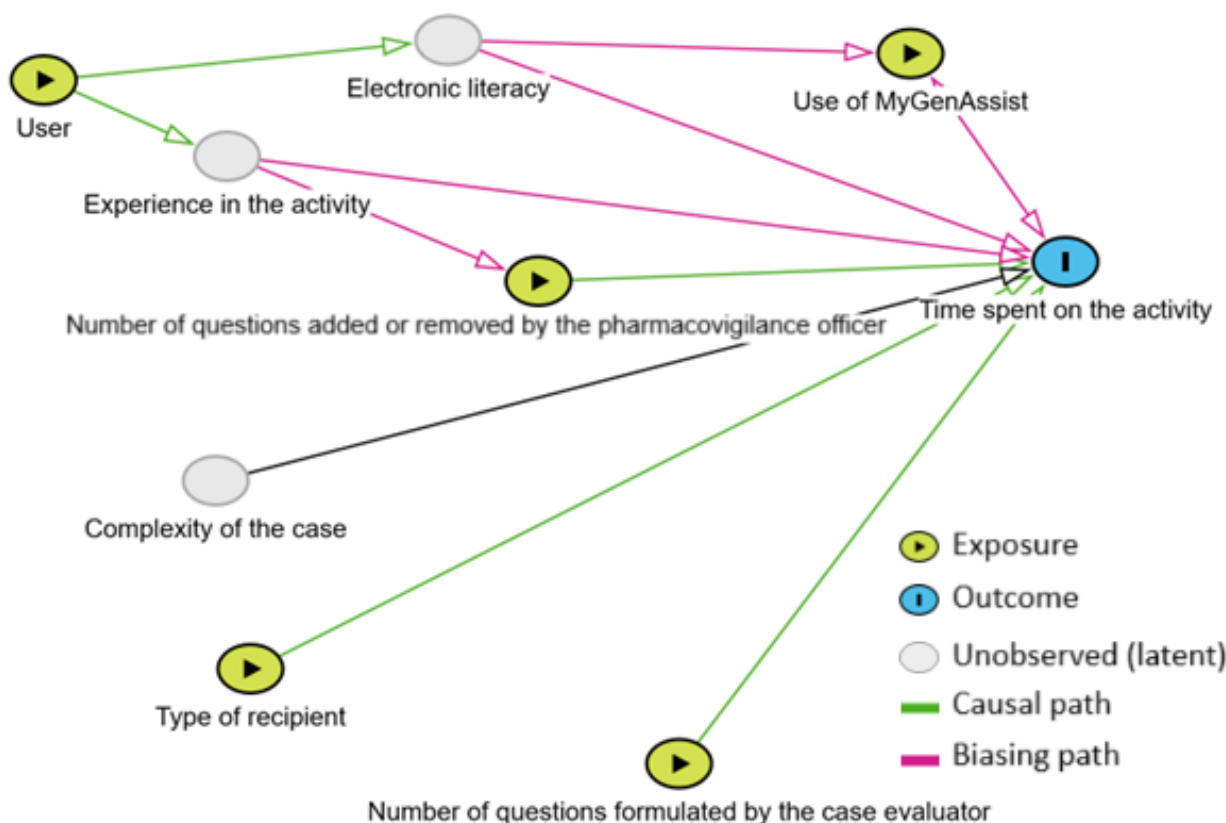 Electronic literacy
Use of MyGenAssist
User
Experience in the activity
Number of questions added or removed by the pharmacovigilance officer
Time spent on the activity
Complexity of the case
Type of recipient
Number of questions formulated by the case evaluator
Exposure
Outcome
Unobserved (latent)
Causal path
Biasing path